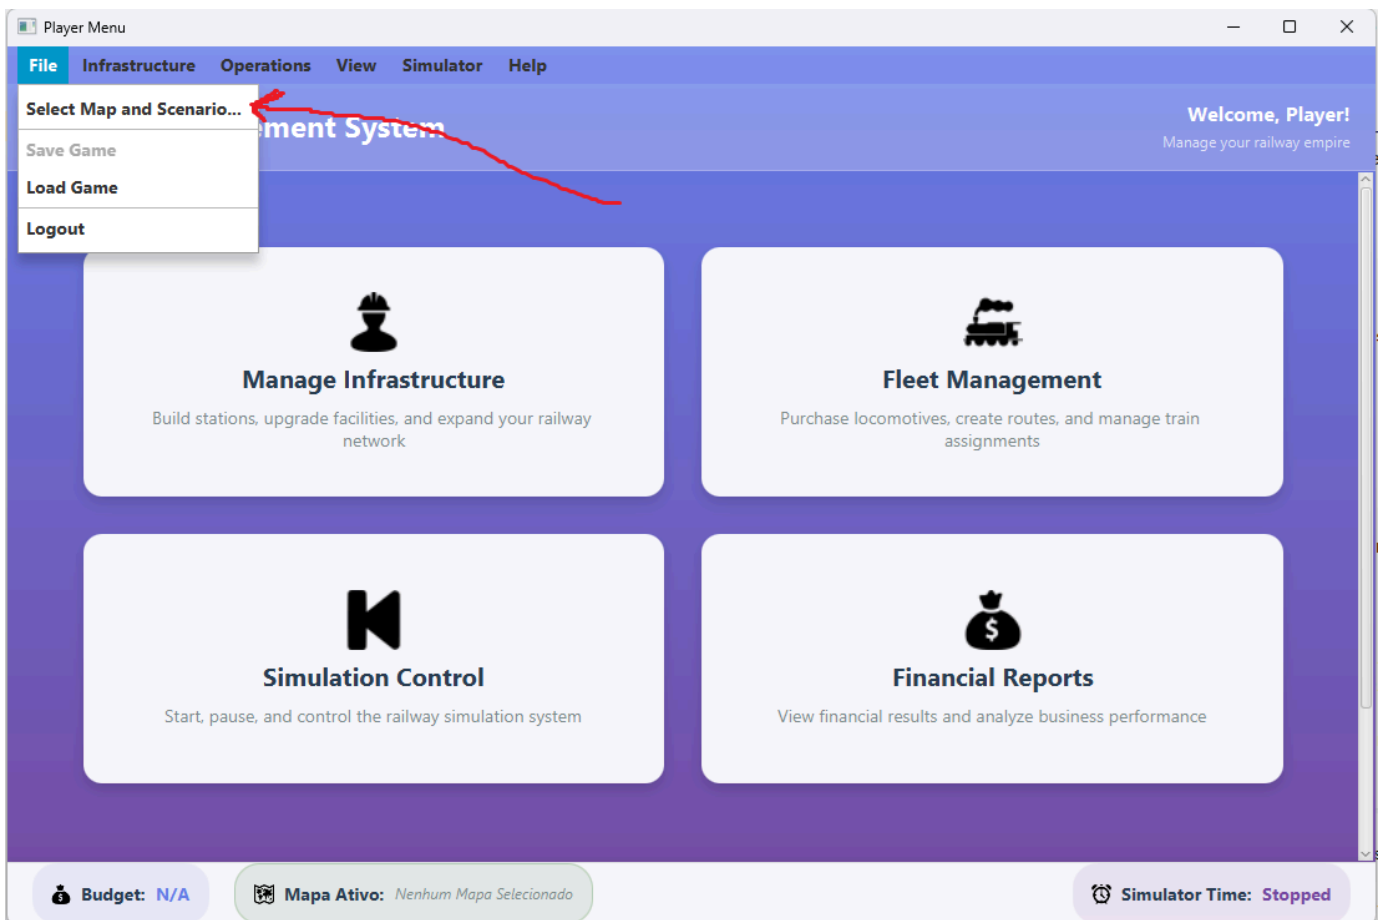 Player Menu
File Infrastructure Operations View Simulator Help
Select Map and Scenario...
Save Game
Load Game
Logout
ement System
Welcome, Player!
Manage your railway empire
Manage Infrastructure
Build stations, upgrade facilities, and expand your railway
network
Fleet Management
Purchase locomotives, create routes, and manage train
assignments
Simulation Control
Start, pause, and control the railway simulation system
Financial Reports
View financial results and analyze business performance
Budget: N/A
Mapa Ativo: Nenhum Mapa Selecionado
Simulator Time: Stopped